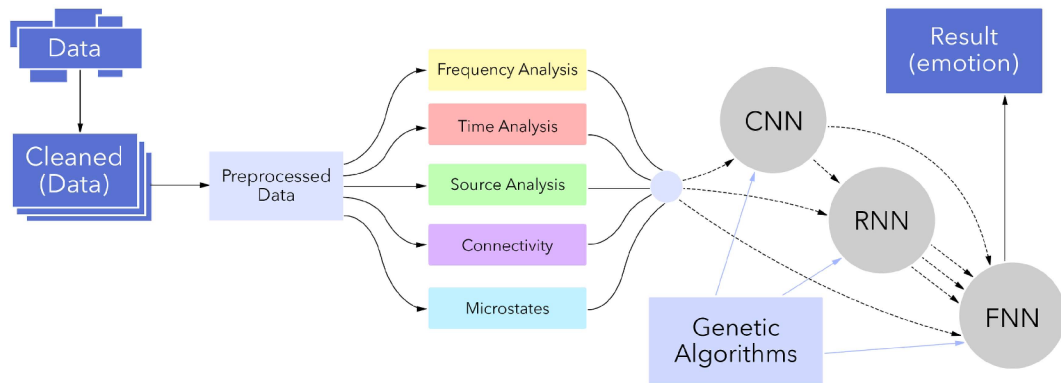 Data
Cleaned
(Data)
Preprocessed
Data
Frequency Analysis
Time Analysis
Source Analysis
Connectivity
Microstates
CNN
RNN
FNN
Genetic
Algorithms
Result
(emotion)